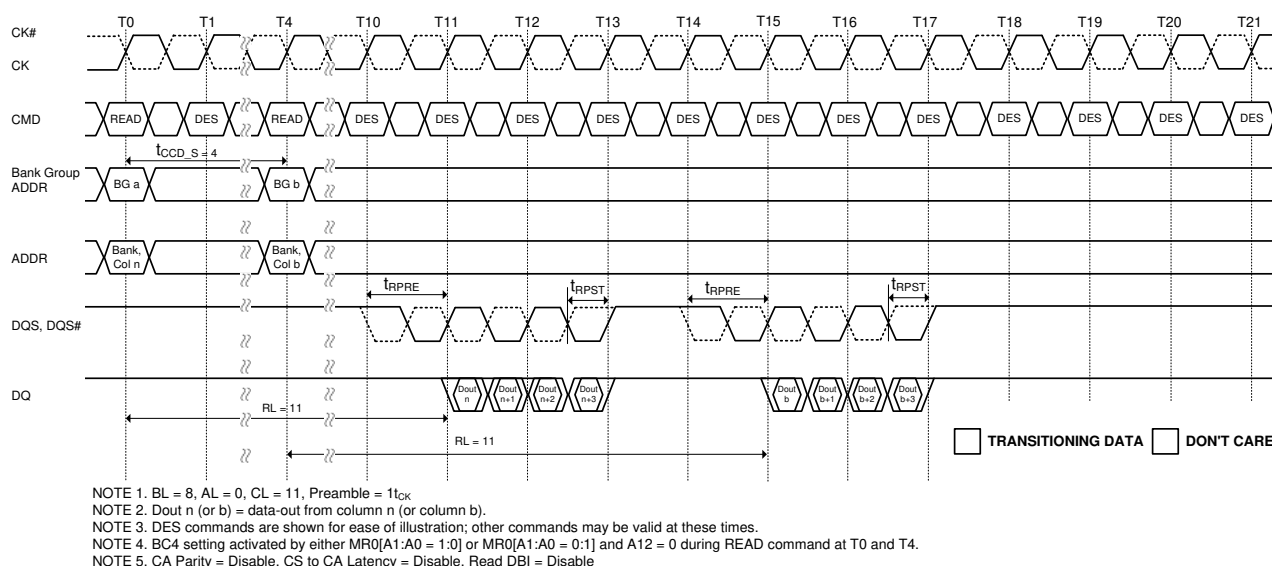 T0 T1 T4 T10 T11 T12 T13 T14 T15 T16 T17 T18 T19 T20 T21
CK#
CK
CMD READ DES READ DES DES DES DES DES DES DES DES DES DES DES DES
tCCD_S = 4
Bank Group
ADDR
BG a BG b
ADDR
Bank,
Col n
Bank,
Col b
tRPRE tRPST tRPRE tRPST
DQS, DQS#
DQ
Dout
n
Dout
n+1
Dout
n+2
Dout
n+3
Dout
b
Dout
b+1
Dout
b+2
Dout
b+3
RL = 11
RL = 11
TRANSITIONING DATA DON'T CARE
NOTE 1. BL = 8, AL = 0, CL = 11, Preamble = 1tCK
NOTE 2. Dout n (or b) = data-out from column n (or column b).
NOTE 3. DES commands are shown for ease of illustration; other commands may be valid at these times.
NOTE 4. BC4 setting activated by either MR0[A1:A0 = 1:0] or MR0[A1:A0 = 0:1] and A12 = 0 during READ command at T0 and T4.
NOTE 5. CA Parity = Disable, CS to CA Latency = Disable, Read DBI = Disable